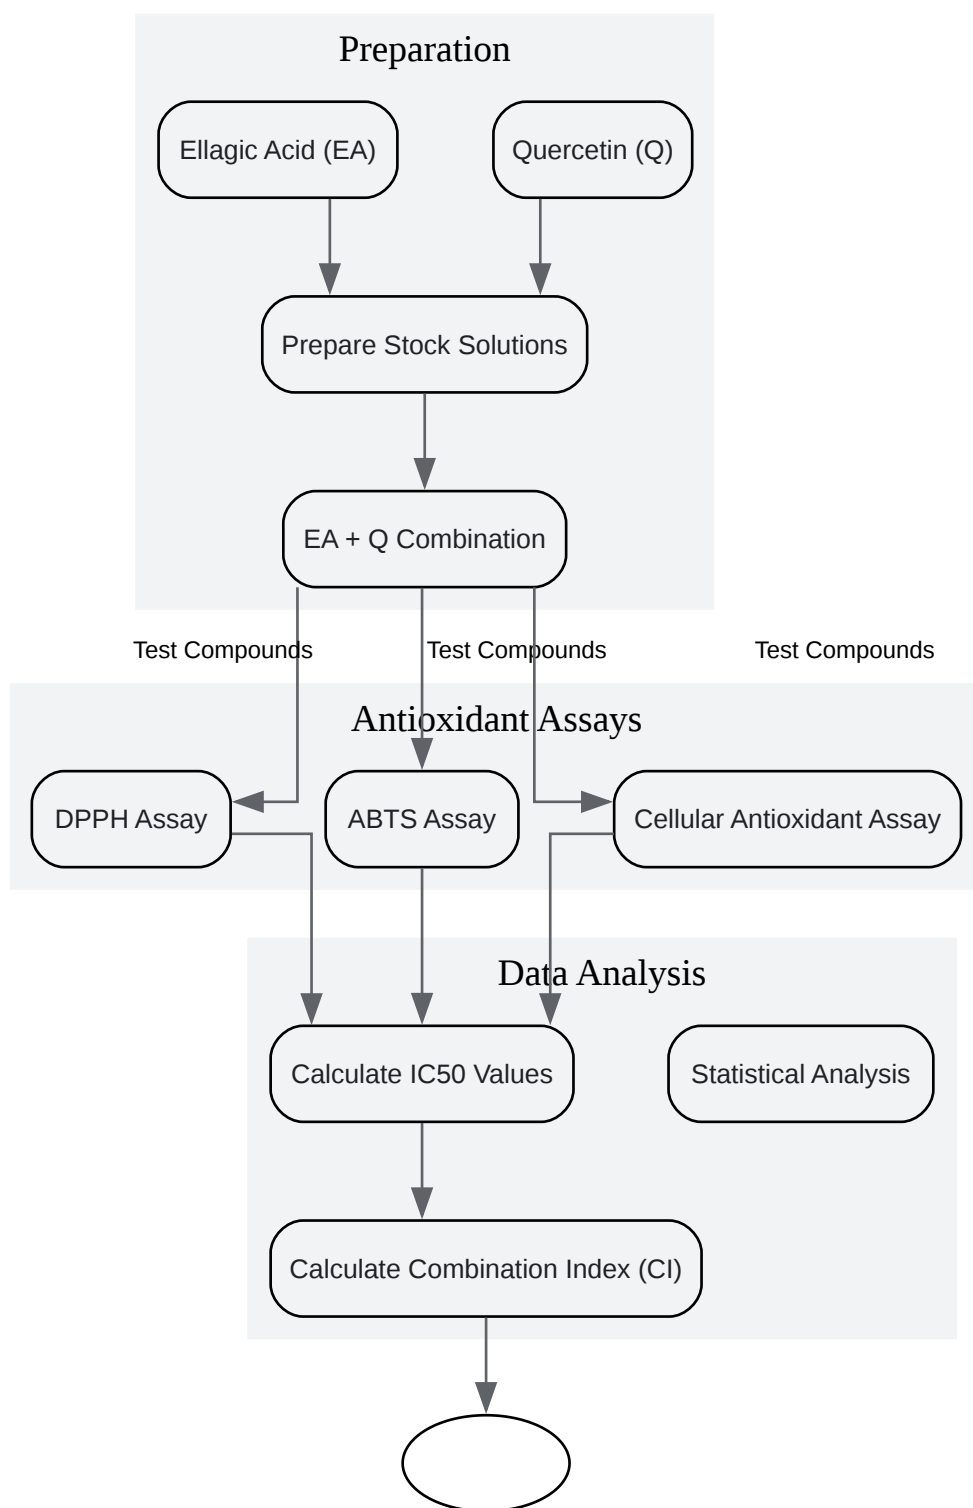 Preparation
Ellagic Acid (EA)
Quercetin (Q)
Prepare Stock Solutions
EA + Q Combination
Test Compounds
Test Compounds
Test Compounds
Antioxidant Assays
DPPH Assay
ABTS Assay
Cellular Antioxidant Assay
Data Analysis
Calculate IC50 Values
Statistical Analysis
Calculate Combination Index (CI)